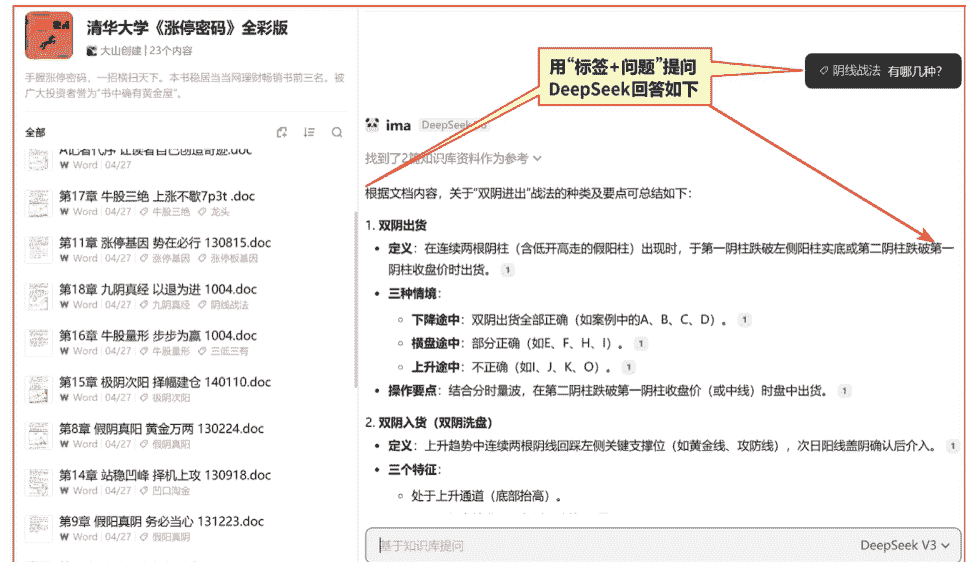 清华大学《涨停密码》全彩版
大山创建 | 23个内容
手握涨停密码，一招横扫天下。本书稳居当当网理财畅销书前三名。被
广大投资者誉为“书中确有黄金屋”。
全部
A记者代序 让读者自己创造奇迹.doc
W Word | 04/27
第17章 牛股三绝 上涨不歇7p3t .doc
W Word | 04/27 | 牛股三绝 龙头
第11章 涨停基因 势在必行 130815.doc
W Word | 04/27 | 涨停基因 涨停板基因
第18章 九阴真经 以退为进 1004.doc
W Word | 04/27 | 九阴真经 阴线战法
第16章 牛股量形 步步为赢 1004.doc
W Word | 04/27 | 牛股量形 三低三有
第15章 极阴次阳 择幅建仓 140110.doc
W Word | 04/27 | 极阴次阳
第8章 假阴真阳 黄金万两 130224.doc
W Word | 04/27 | 假阴真阳
第14章 站稳凹峰 择机上攻 130918.doc
W Word | 04/27 | 凹口淘金
第9章 假阳真阴 务必当心 131223.doc
W Word | 04/27 | 假阳真阴
用“标签+问题”提问
DeepSeek回答如下
阴线战法 有哪几种?
ima DeepSeek
找到了2篇知识库资料作为参考
根据文档内容，关于“双阴进出”战法的种类及要点可总结如下：
1. 双阴出货
• 定义：在连续两根阴柱（含低开高走的假阳柱）出现时，于第一阴柱跌破左侧阳柱实底或第二阴柱跌破第一
阴柱收盘价时出货。 1
• 三种情境：
○ 下降途中：双阴出货全部正确（如案例中的A、B、C、D）。 1
○ 横盘途中：部分正确（如E、F、H、I）。 1
○ 上升途中：不正确（如I、J、K、O）。 1
• 操作要点：结合分时量波，在第二阴柱跌破第一阴柱收盘价（或中线）时盘中出货。 1
2. 双阴入货（双阴洗盘）
• 定义：上升趋势中连续两根阴线回踩左侧关键支撑位（如黄金线、攻防线），次日阳线盖阴确认后介入。 1
• 三个特征：
○ 处于上升通道（底部抬高）。
基于知识库提问
DeepSeek V3